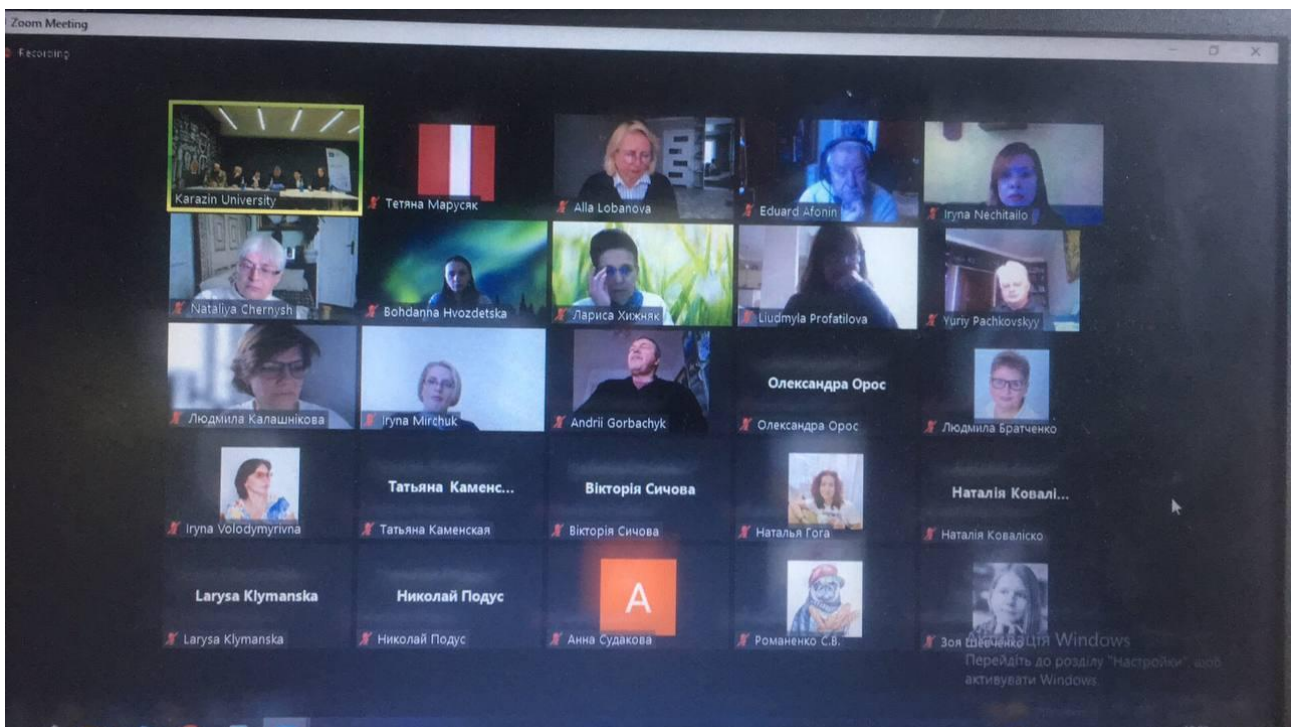 Zoom Meeting
Recording
Karazin University
Тетяна Марусяк
Alla Lobanova
Eduard Afonin
Iryna Nechitailo
Nataliya Chernysh
Bohdanna Hvozdetska
Лариса Хижняк
Liudmyla Profatilova
Yuriy Pachkovskyy
Людмила Калашнікова
Iryna Mirchuk
Andrii Gorbachyk
Олександра Орос
Олександра Орос
Людмила Братченко
Iryna Volodymyrivna
Татьяна Каменс...
Татьяна Каменская
Вікторія Сичова
Вікторія Сичова
Наталья Гога
Наталія Ковалі...
Наталія Коваліско
Larysa Klymanska
Larysa Klymanska
Николай Подус
Николай Подус
А
Анна Судакова
Романенко С.В.
Зоя Шевченко
Активація Windows
Перейдіть до розділу "Настройки", щоб
активувати Windows.